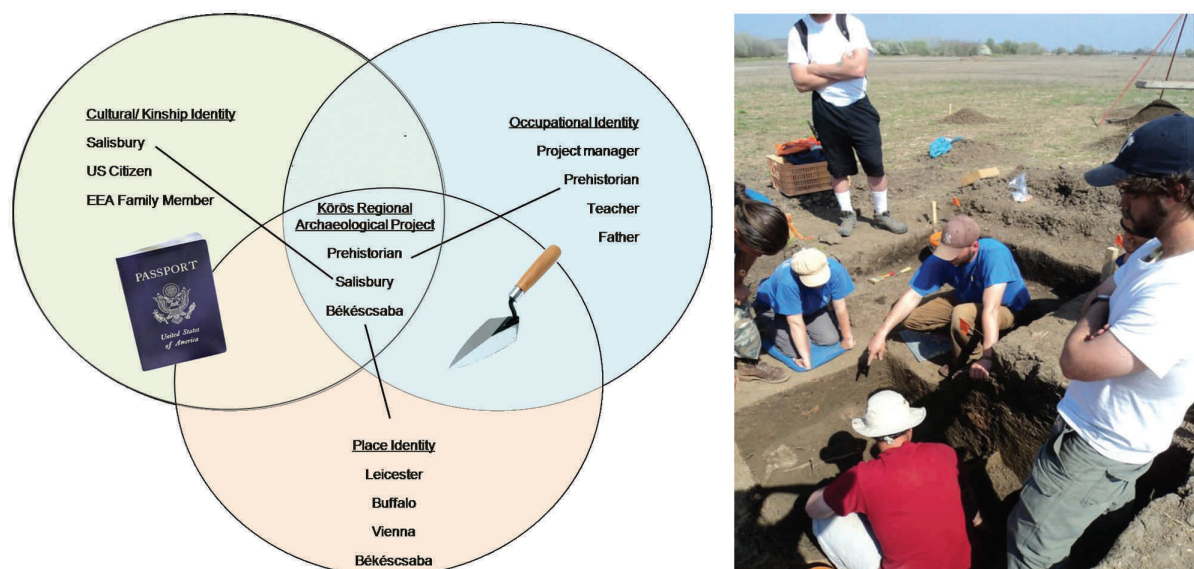 Cultural/ Kinship Identity
Salisbury
US Citizen
EEA Family Member
PASSPORT
United States
of America
Occupational Identity
Project manager
Prehistorian
Teacher
Father
Körös Regional
Archaeological Project
Prehistorian
Salisbury
Békéscsaba
Place Identity
Leicester
Buffalo
Vienna
Békéscsaba